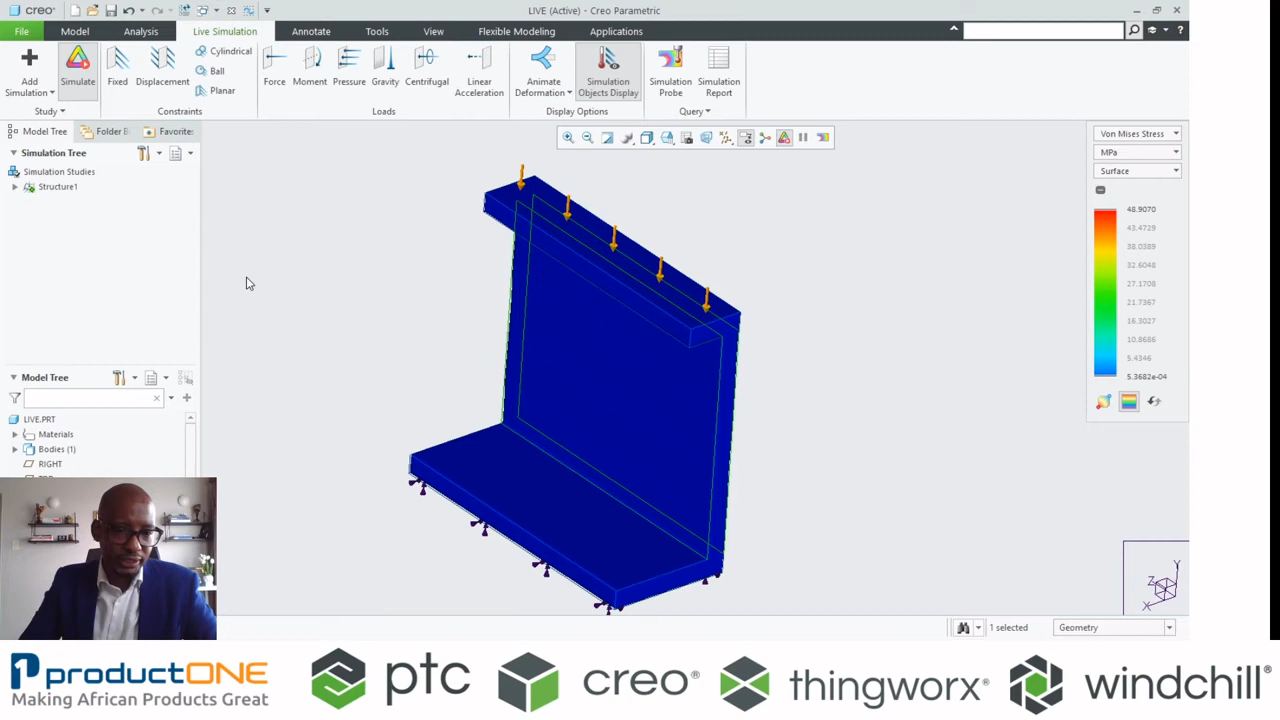 creo®
LIVE (Active) - Creo Parametric
File
Model
Analysis
Live Simulation
Annotate
Tools
View
Flexible Modeling
Applications
Add Simulation
Simulate
Fixed
Displacement
Cylindrical
Ball
Planar
Force
Moment
Pressure
Gravity
Centrifugal
Linear Acceleration
Animate Deformation
Simulation Objects Display
Simulation Probe
Simulation Report
Study
Constraints
Loads
Display Options
Query
Model Tree
Folder B
Favorite:
Simulation Tree
Simulation Studies
Structure1
Model Tree
LIVE.PRT
Materials
Bodies (1)
RIGHT
Von Mises Stress
MPa
Surface
48.9070
43.4729
38.0389
32.6048
27.1708
21.7367
16.3027
10.8686
5.4346
5.3682e-04
Y
Z
X
1 selected
Geometry
productONE
Making African Products Great
ptc
creo®
thingworx®
windchill®